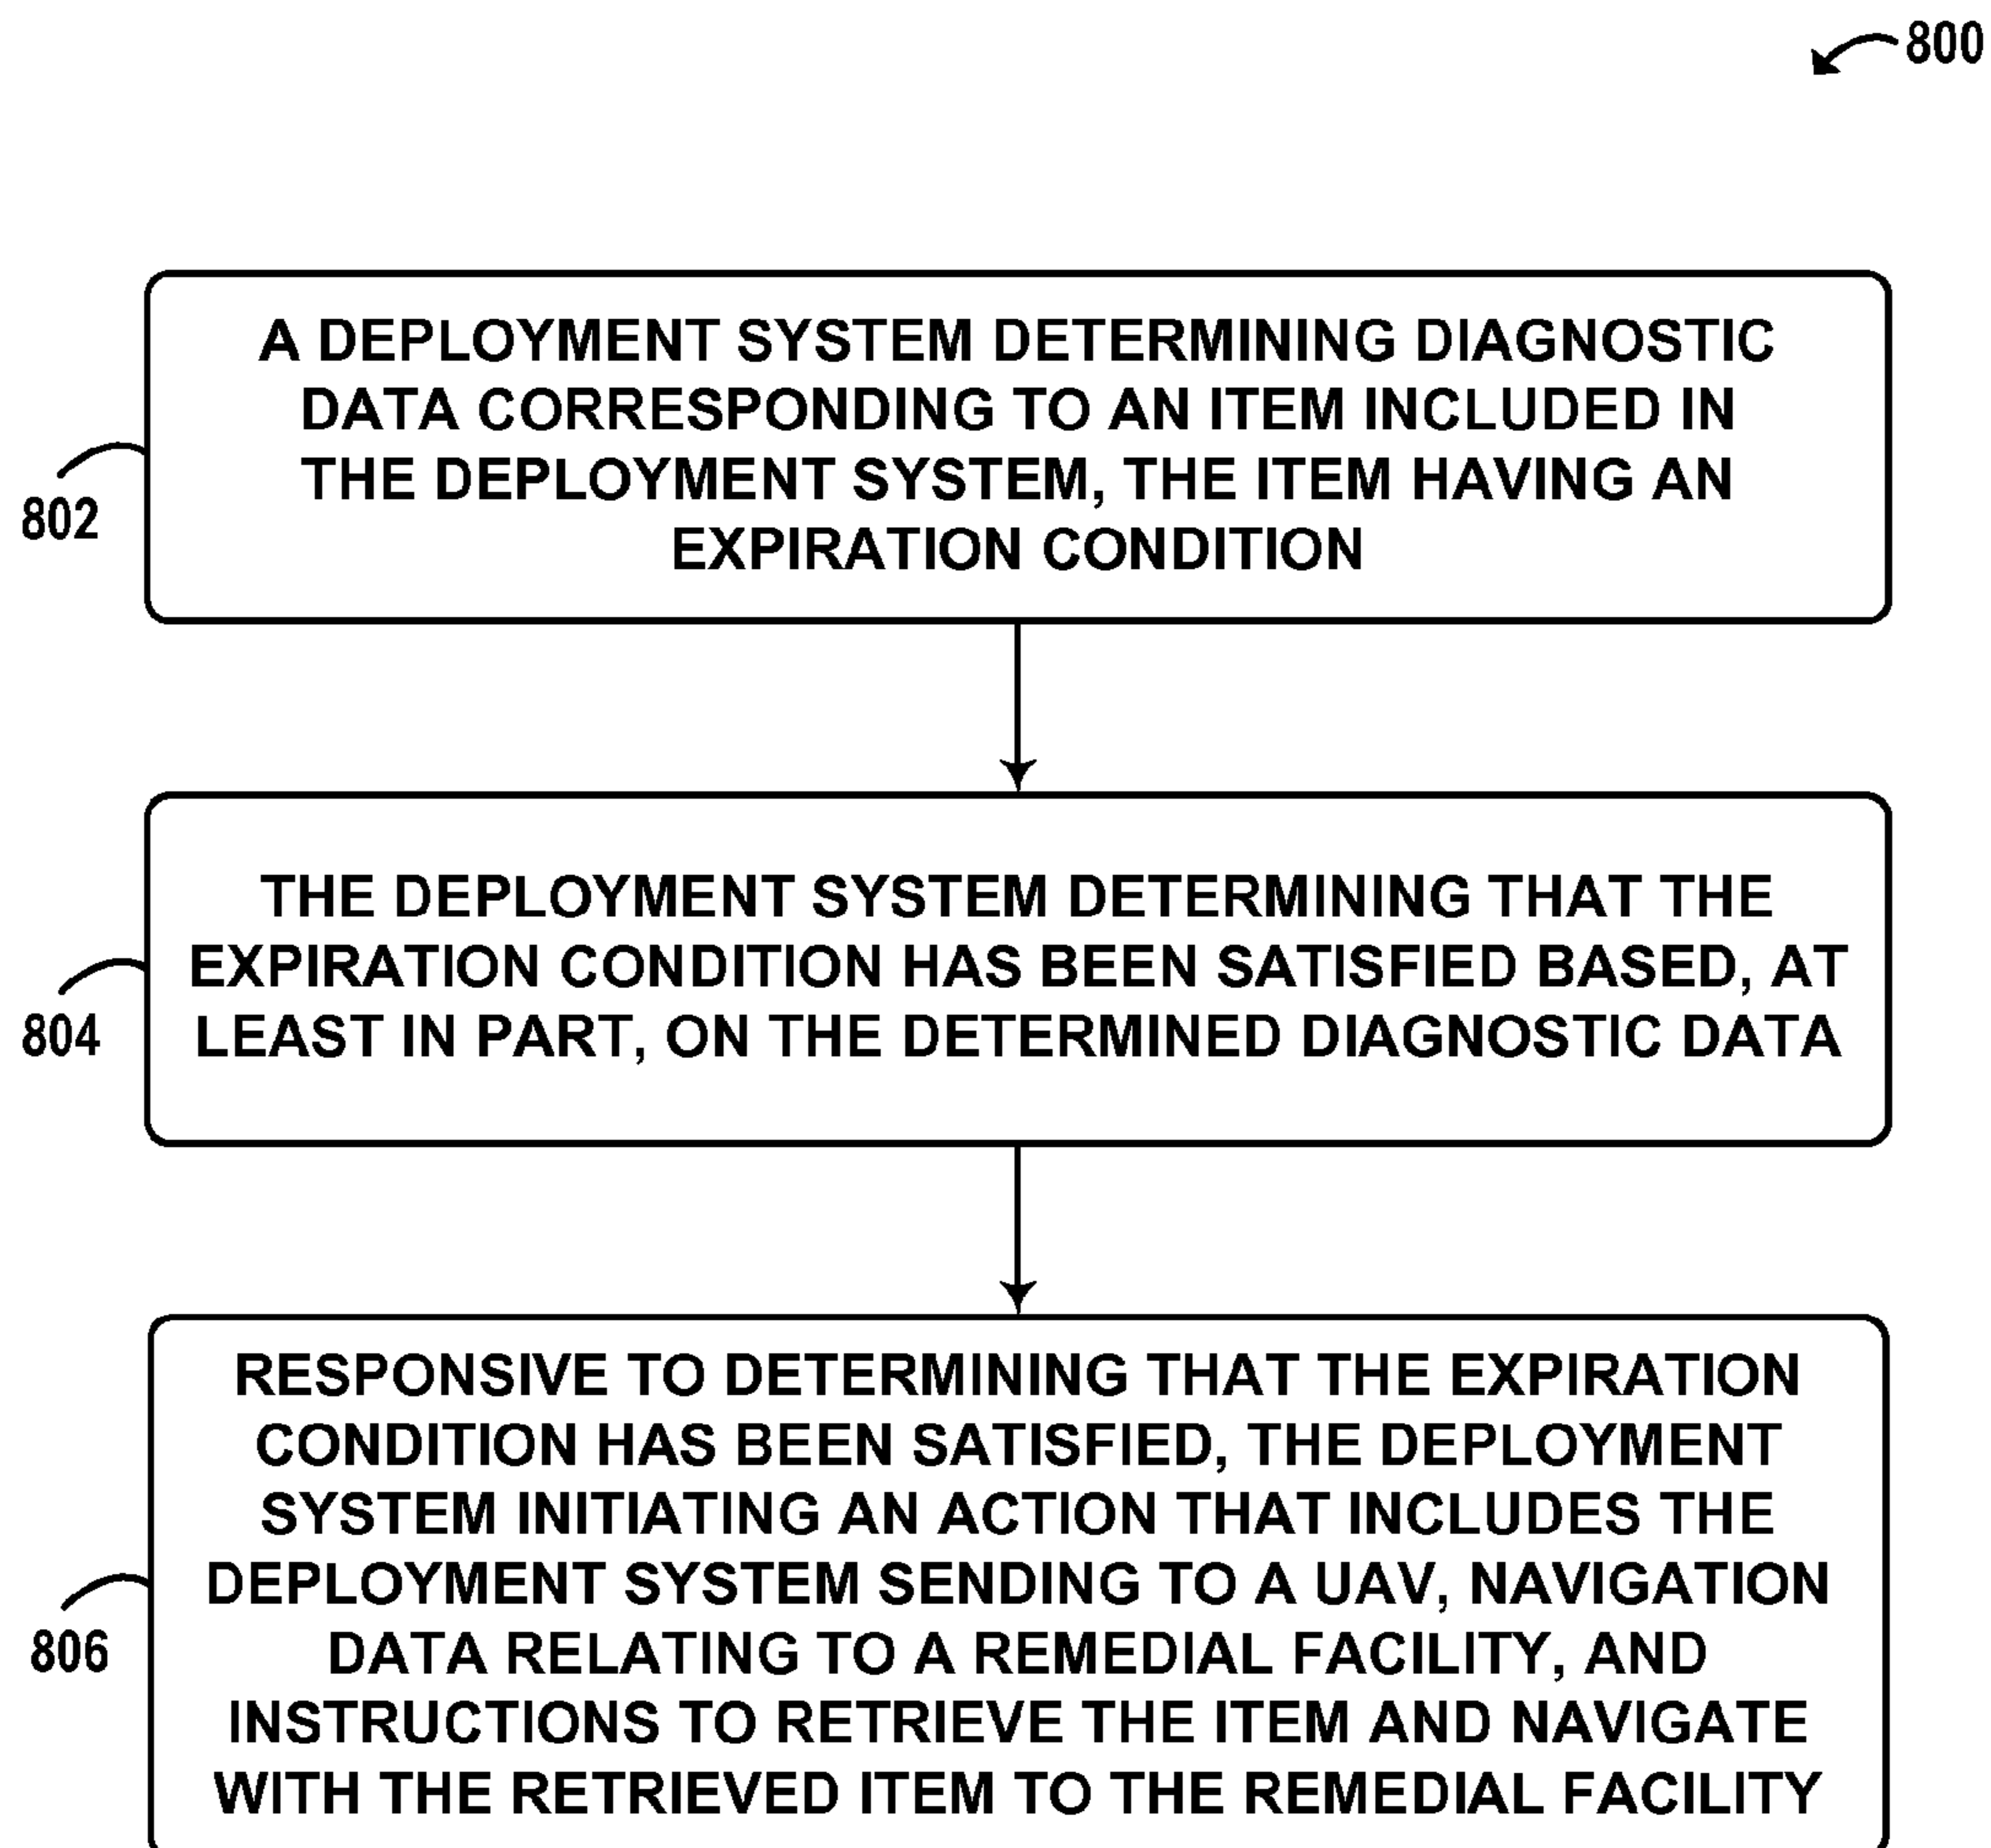 800
A DEPLOYMENT SYSTEM DETERMINING DIAGNOSTIC
DATA CORRESPONDING TO AN ITEM INCLUDED IN
THE DEPLOYMENT SYSTEM, THE ITEM HAVING AN
EXPIRATION CONDITION
802
THE DEPLOYMENT SYSTEM DETERMINING THAT THE
EXPIRATION CONDITION HAS BEEN SATISFIED BASED, AT
LEAST IN PART, ON THE DETERMINED DIAGNOSTIC DATA
804
RESPONSIVE TO DETERMINING THAT THE EXPIRATION
CONDITION HAS BEEN SATISFIED, THE DEPLOYMENT
SYSTEM INITIATING AN ACTION THAT INCLUDES THE
DEPLOYMENT SYSTEM SENDING TO A UAV, NAVIGATION
DATA RELATING TO A REMEDIAL FACILITY, AND
INSTRUCTIONS TO RETRIEVE THE ITEM AND NAVIGATE
WITH THE RETRIEVED ITEM TO THE REMEDIAL FACILITY
806